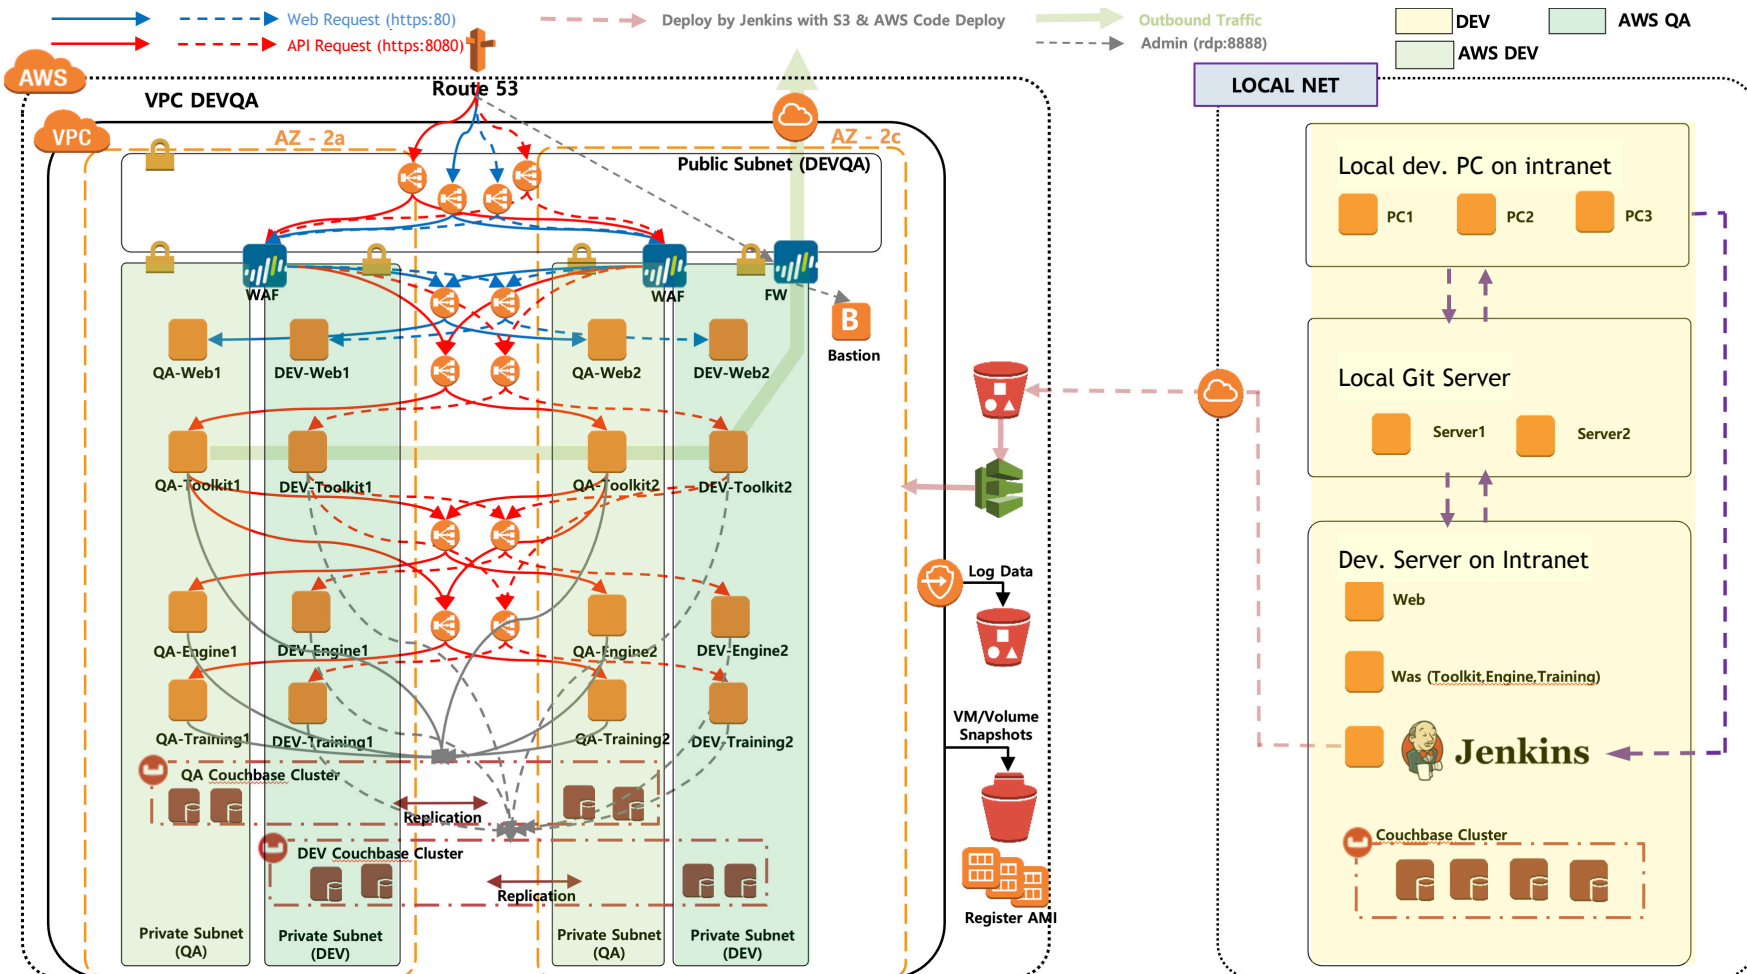 Web Request (https:80)
API Request (https:8080)
Deploy by Jenkins with S3 & AWS Code Deploy
Outbound Traffic
Admin (rdp:8888)
DEV
AWS QA
AWS DEV
AWS
Route 53
VPC DEVQA
VPC
AZ - 2a
AZ - 2c
Public Subnet (DEVQA)
WAF
WAF
FW
B
Bastion
QA-Web1
DEV-Web1
QA-Web2
DEV-Web2
QA-Toolkit1
DEV-Toolkit1
QA-Toolkit2
DEV-Toolkit2
QA-Engine1
DEV-Engine1
QA-Engine2
DEV-Engine2
QA-Training1
DEV-Training1
QA-Training2
DEV-Training2
QA Couchbase Cluster
Replication
DEV Couchbase Cluster
Replication
Private Subnet
(QA)
Private Subnet
(DEV)
Private Subnet
(QA)
Private Subnet
(DEV)
Log Data
VM/Volume
Snapshots
Register AMI
LOCAL NET
Local dev. PC on intranet
PC1
PC2
PC3
Local Git Server
Server1
Server2
Dev. Server on Intranet
Web
Was (Toolkit,Engine,Training)
Jenkins
Couchbase Cluster